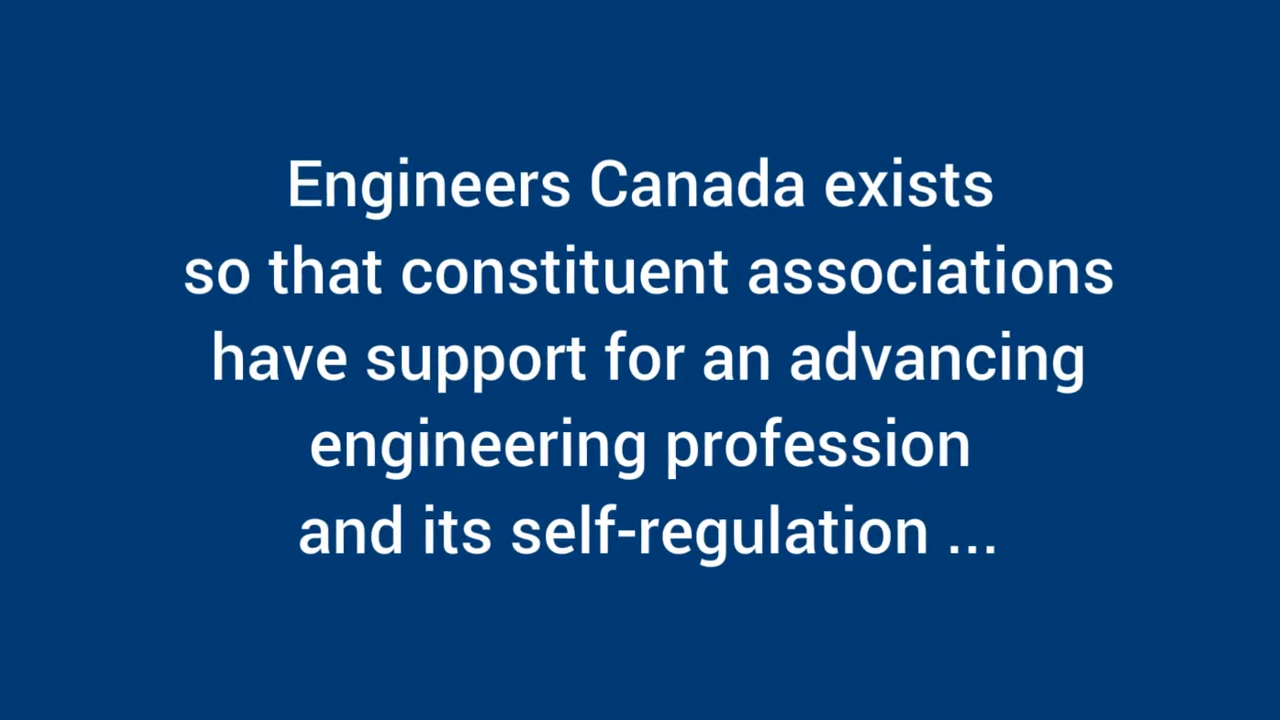 Engineers Canada exists
so that constituent associations
have support for an advancing
engineering profession
and its self-regulation ...